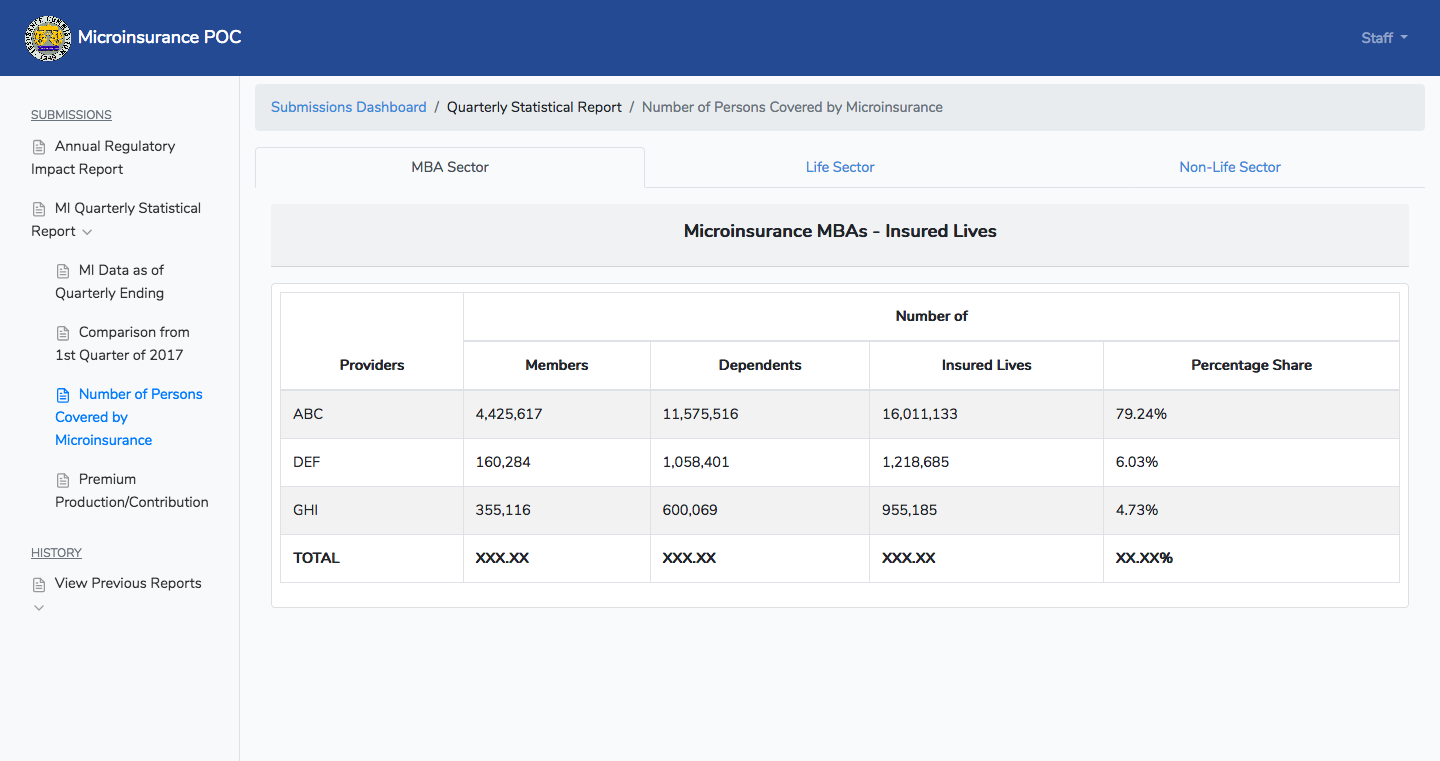 Microinsurance POC
Staff
SUBMISSIONS
Annual Regulatory
Impact Report
MI Quarterly Statistical
Report
MI Data as of
Quarterly Ending
Comparison from
1st Quarter of 2017
Number of Persons
Covered by
Microinsurance
Premium
Production/Contribution
HISTORY
View Previous Reports
Submissions Dashboard / Quarterly Statistical Report / Number of Persons Covered by Microinsurance
MBA Sector Life Sector Non-Life Sector
Microinsurance MBAs - Insured Lives
Number of
Providers Members Dependents Insured Lives Percentage Share
ABC 4,425,617 11,575,516 16,011,133 79.24%
DEF 160,284 1,058,401 1,218,685 6.03%
GHI 355,116 600,069 955,185 4.73%
TOTAL XXX.XX XXX.XX XXX.XX XX.XX%